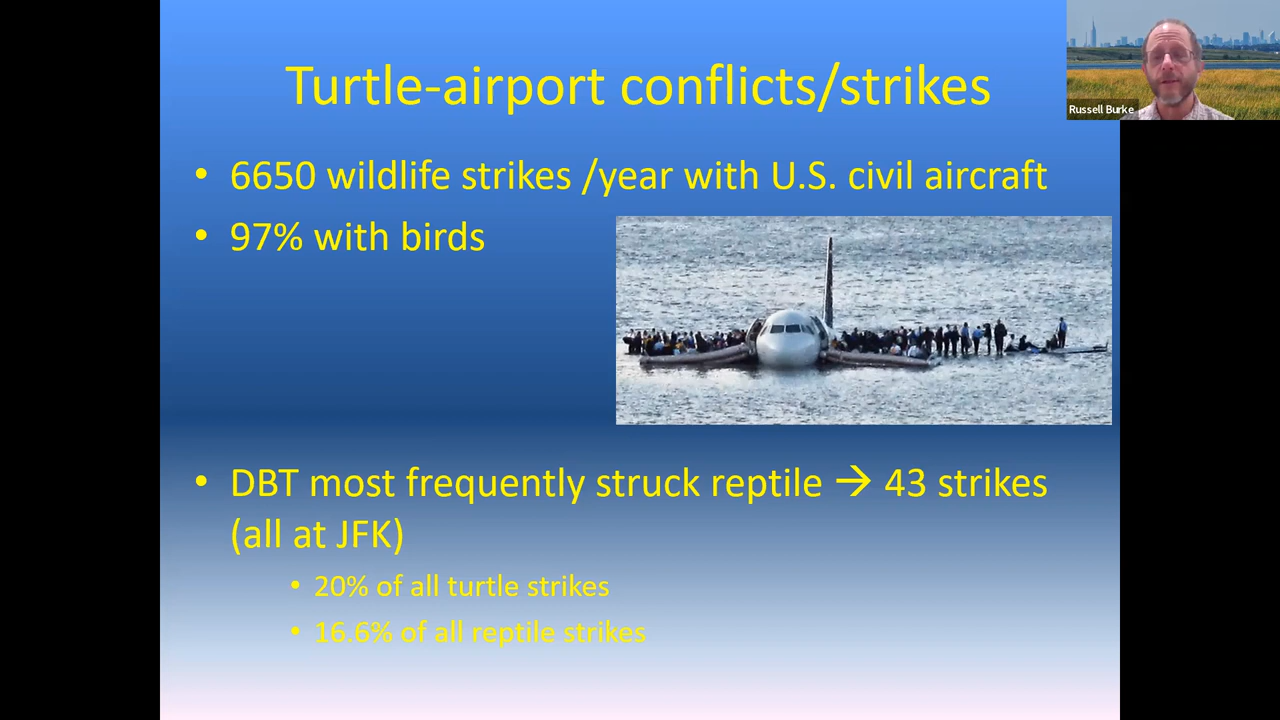 Turtle-airport conflicts/strikes
Russell Burke
• 6650 wildlife strikes /year with U.S. civil aircraft
• 97% with birds
• DBT most frequently struck reptile → 43 strikes
(all at JFK)
• 20% of all turtle strikes
• 16.6% of all reptile strikes